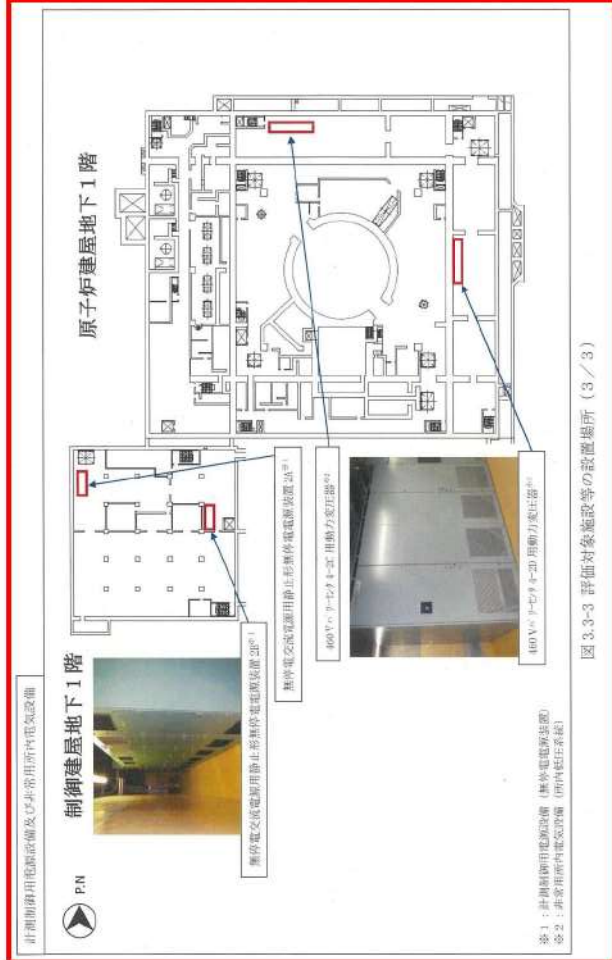 計測制御用電源設備及び非常用所内電気設備
P.N
制御建屋地下1階
原子炉建屋地下1階
無停電交流電源用静止形無停電電源装置2B※1
無停電交流電源用静止形無停電電源装置2A※1
460Vパワーセンタ4-2C用動力変圧器※2
460Vパワーセンタ4-2D用動力変圧器※2
※1：計測制御用電源設備（無停電電源装置）
※2：非常用所内電気設備（所内低圧系統）
図3.3-3 評価対象施設等の設置場所（3／3）